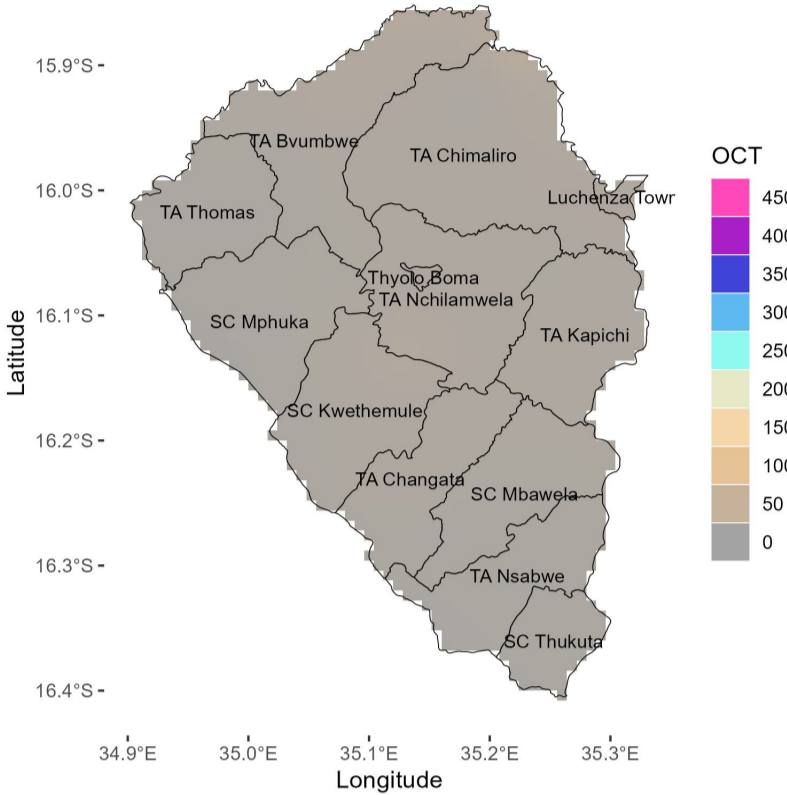 15.9°S
16.0°S
16.1°S
16.2°S
16.3°S
16.4°S
Latitude
TA Bvumbwe
TA Chimaliro
Luchenza Towr
TA Thomas
Thyolo Boma
TA Nchilamwela
SC Mphuka
TA Kapichi
SC Kwethemule
TA Changata
SC Mbawela
TA Nsabwe
SC Thukuta
34.9°E 35.0°E 35.1°E 35.2°E 35.3°E
Longitude
OCT
450
400
350
300
250
200
150
100
50
0